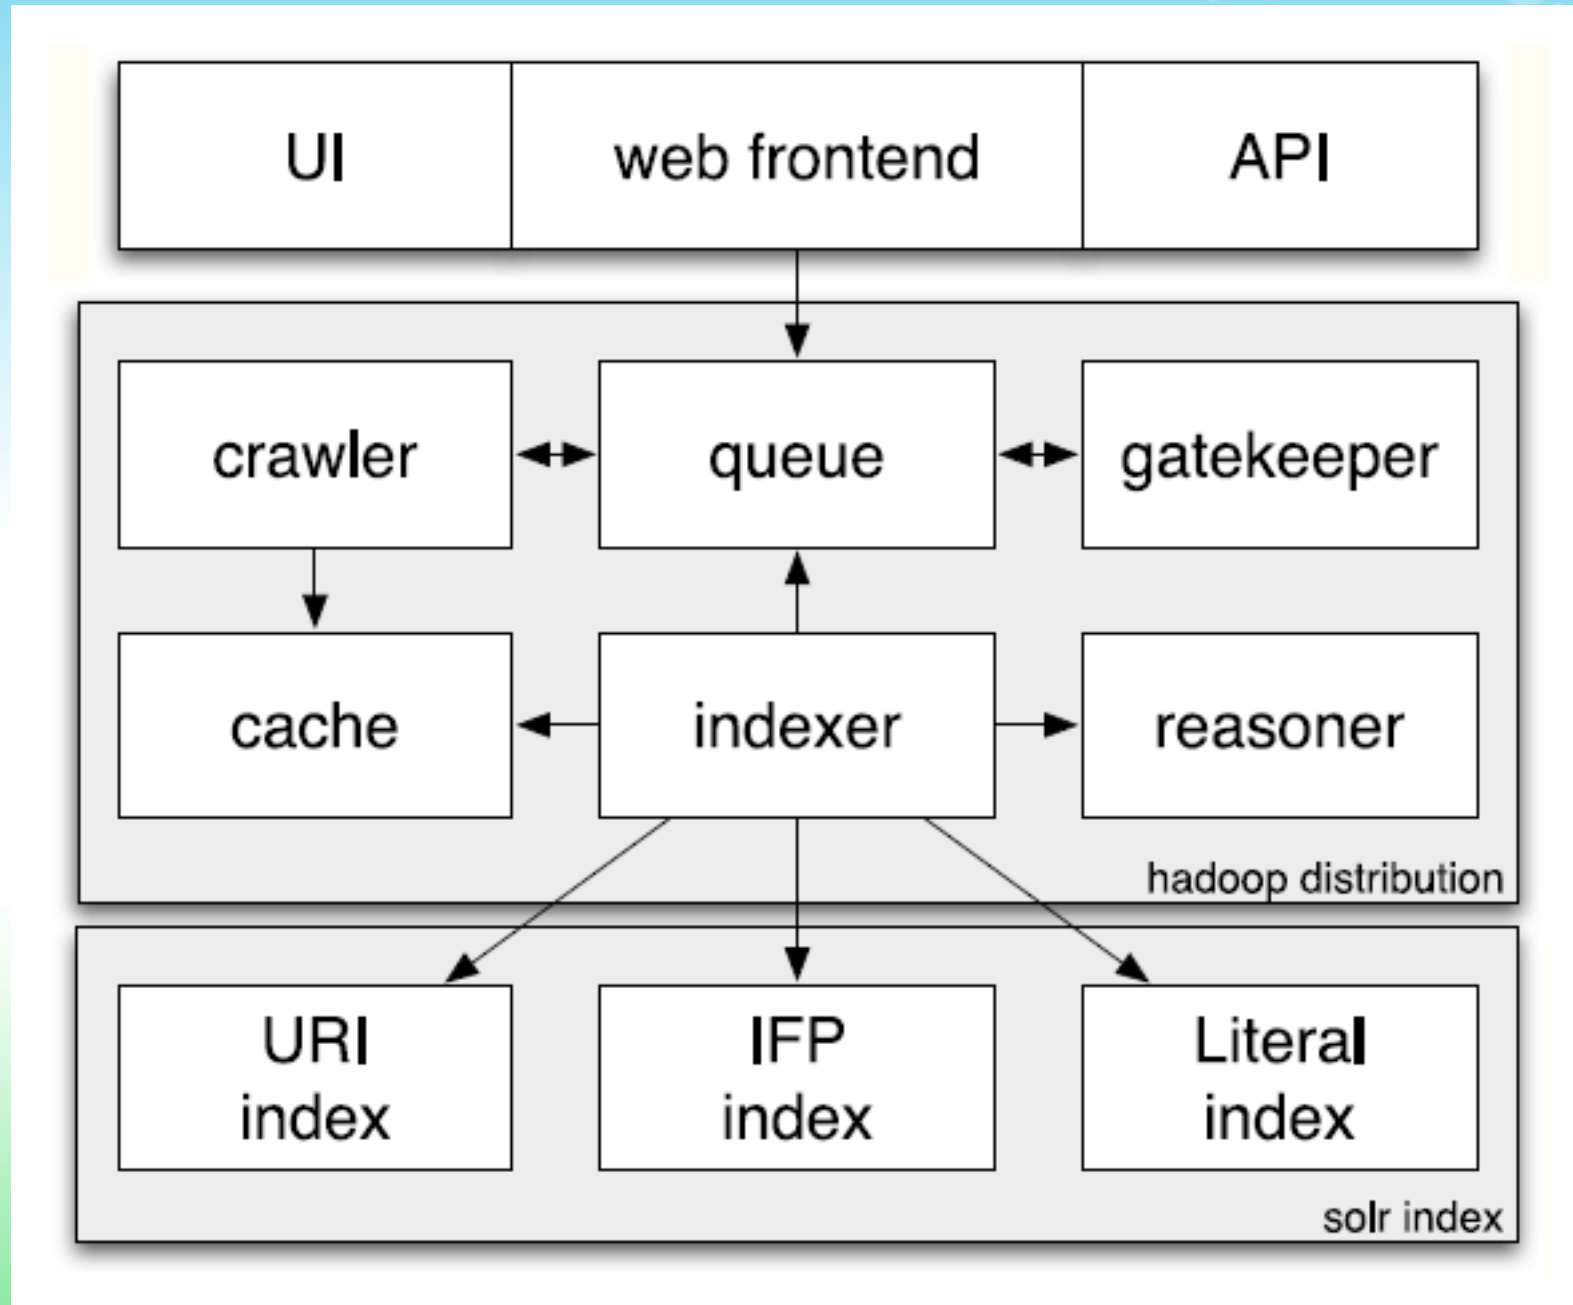 UI
web frontend
API
crawler
queue
gatekeeper
cache
indexer
reasoner
hadoop distribution
URI
index
IFP
index
Literal
index
solr index